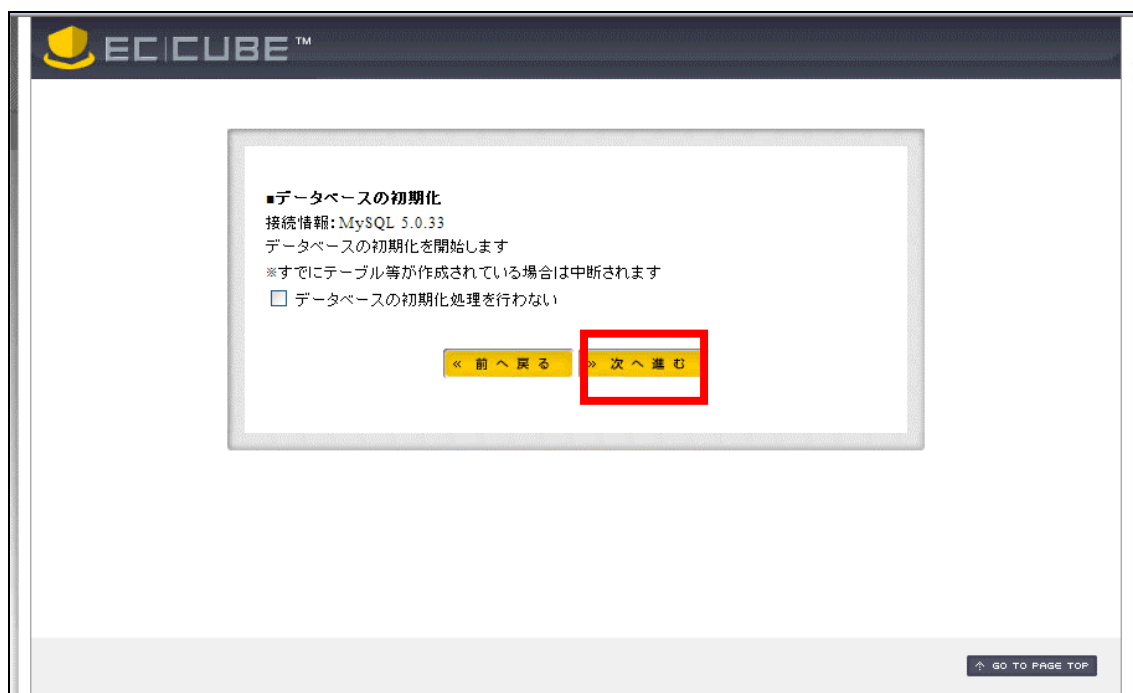 EC CUBE™
■データベースの初期化
接続情報:MySQL 5.0.33
データベースの初期化を開始します
※すでにテーブル等が作成されている場合は中断されます
データベースの初期化処理を行わない
« 前へ戻る » 次へ進む
↑ GO TO PAGE TOP